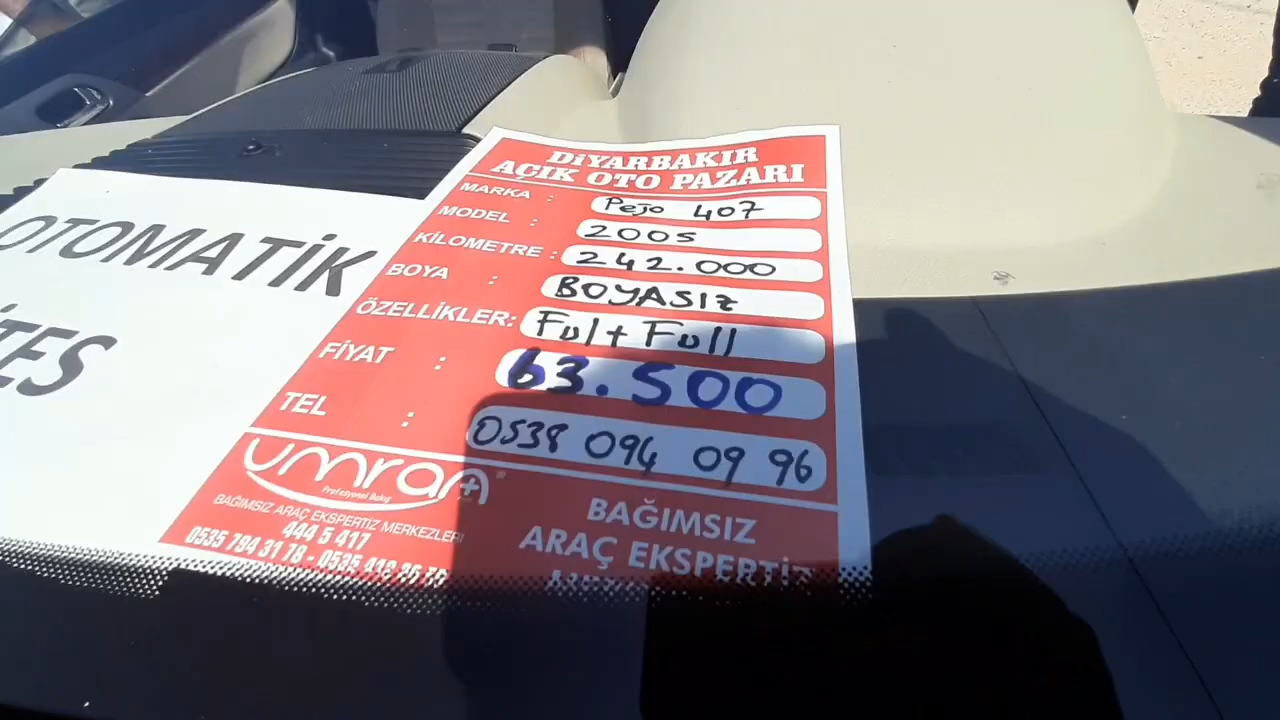 DİYARBAKIR
AÇIK OTO PAZARI
MARKA : Pejo 407
MODEL : 2005
KİLOMETRE : 242.000
BOYA : BOYASIZ
ÖZELLİKLER: Ful + Full
FİYAT : 63.500
TEL : 0538 094 09 96
umran+
Profesyonel Bakış
BAĞIMSIZ ARAÇ EKSPERTİZ MERKEZLERİ
444 5 417
0535 794 31 78 - 0535
BAĞIMSIZ
ARAÇ EKSPERTİZ
OTOMATİK